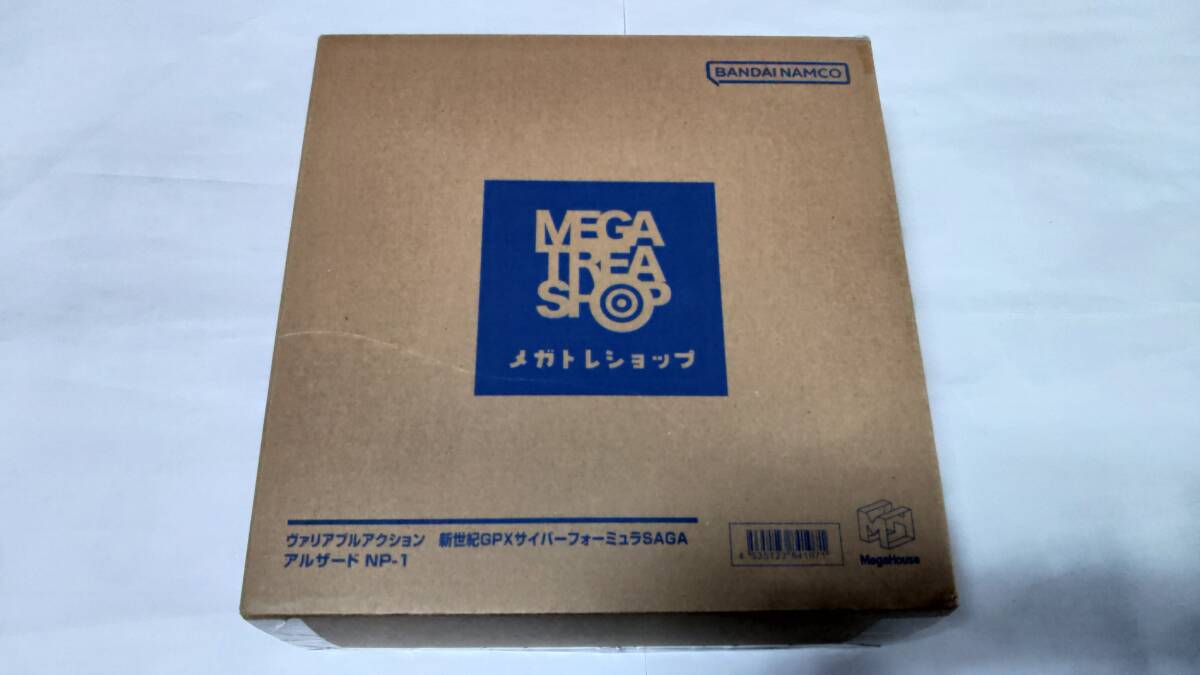 BANDAI NAMCO
MEGA
TREA
SHOP
メガトレショップ
ヴァリアブルアクション 新世紀GPXサイバーフォーミュラSAGA
アルザード NP-1
MegaHouse